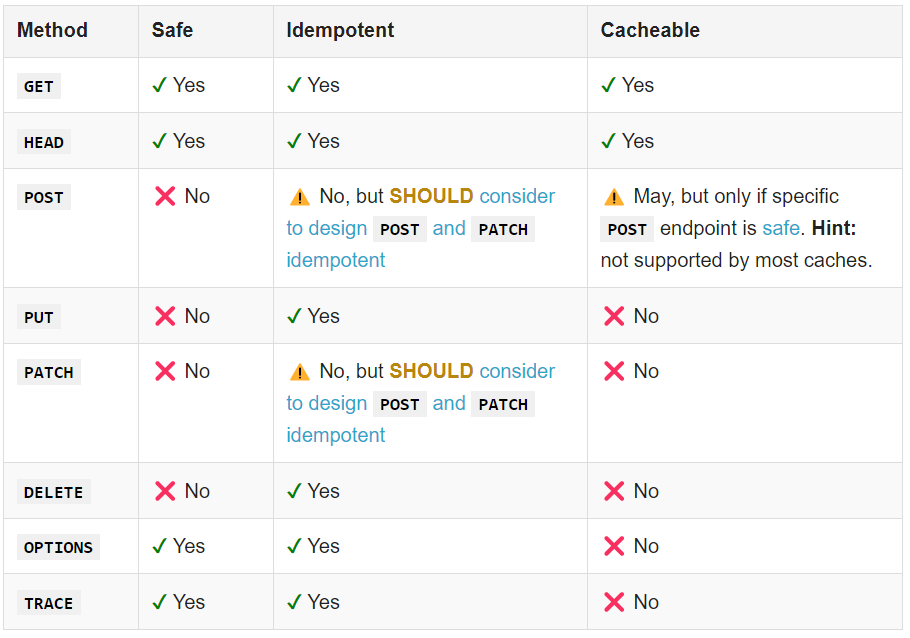 Method Safe Idempotent Cacheable
GET ✓ Yes ✓ Yes ✓ Yes
HEAD ✓ Yes ✓ Yes ✓ Yes
POST ❌ No ⚠ No, but SHOULD consider ⚠ May, but only if specific
to design POST and PATCH POST endpoint is safe. Hint:
idempotent not supported by most caches.
PUT ❌ No ✓ Yes ❌ No
PATCH ❌ No ⚠ No, but SHOULD consider ❌ No
to design POST and PATCH
idempotent
DELETE ❌ No ✓ Yes ❌ No
OPTIONS ✓ Yes ✓ Yes ❌ No
TRACE ✓ Yes ✓ Yes ❌ No